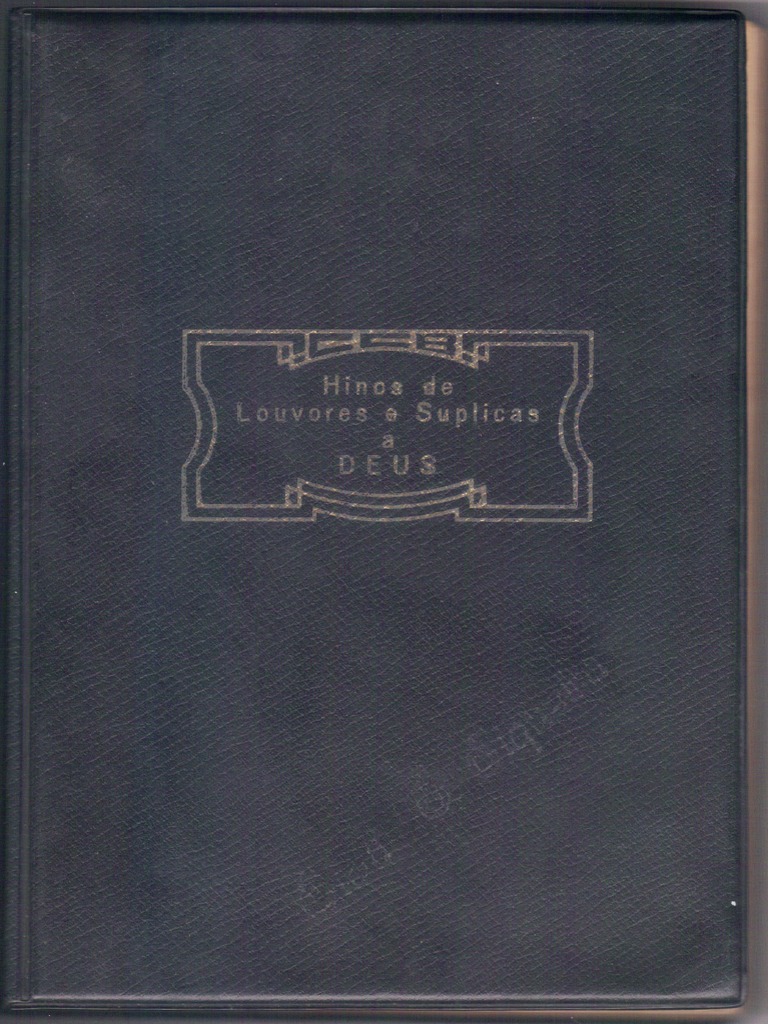 CCB
Hinos de
Louvores e Suplicas
a
DEUS